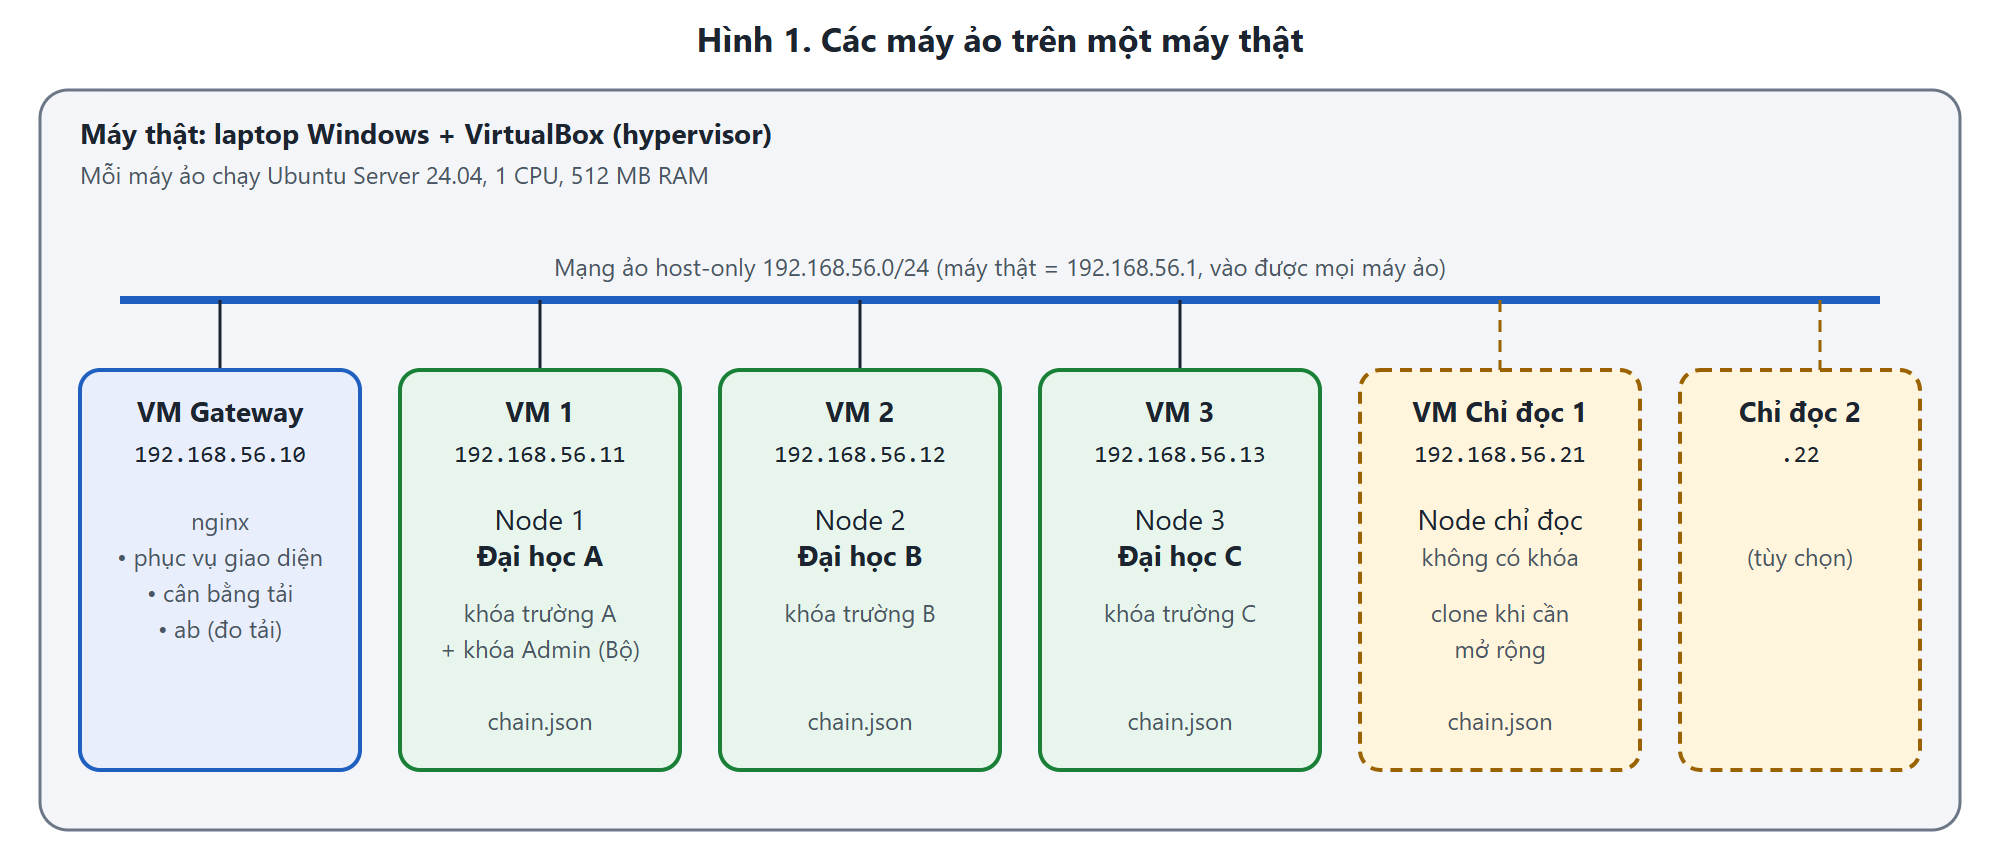 Hình 1. Các máy ảo trên một máy thật
Máy thật: laptop Windows + VirtualBox (hypervisor)
Mỗi máy ảo chạy Ubuntu Server 24.04, 1 CPU, 512 MB RAM
Mạng ảo host-only 192.168.56.0/24 (máy thật = 192.168.56.1, vào được mọi máy ảo)
VM Gateway
192.168.56.10
nginx
• phục vụ giao diện
• cân bằng tải
• ab (đo tải)
VM 1
192.168.56.11
Node 1
Đại học A
khóa trường A
+ khóa Admin (Bộ)
chain.json
VM 2
192.168.56.12
Node 2
Đại học B
khóa trường B
chain.json
VM 3
192.168.56.13
Node 3
Đại học C
khóa trường C
chain.json
VM Chỉ đọc 1
192.168.56.21
Node chỉ đọc
không có khóa
clone khi cần
mở rộng
chain.json
Chỉ đọc 2
.22
(tùy chọn)